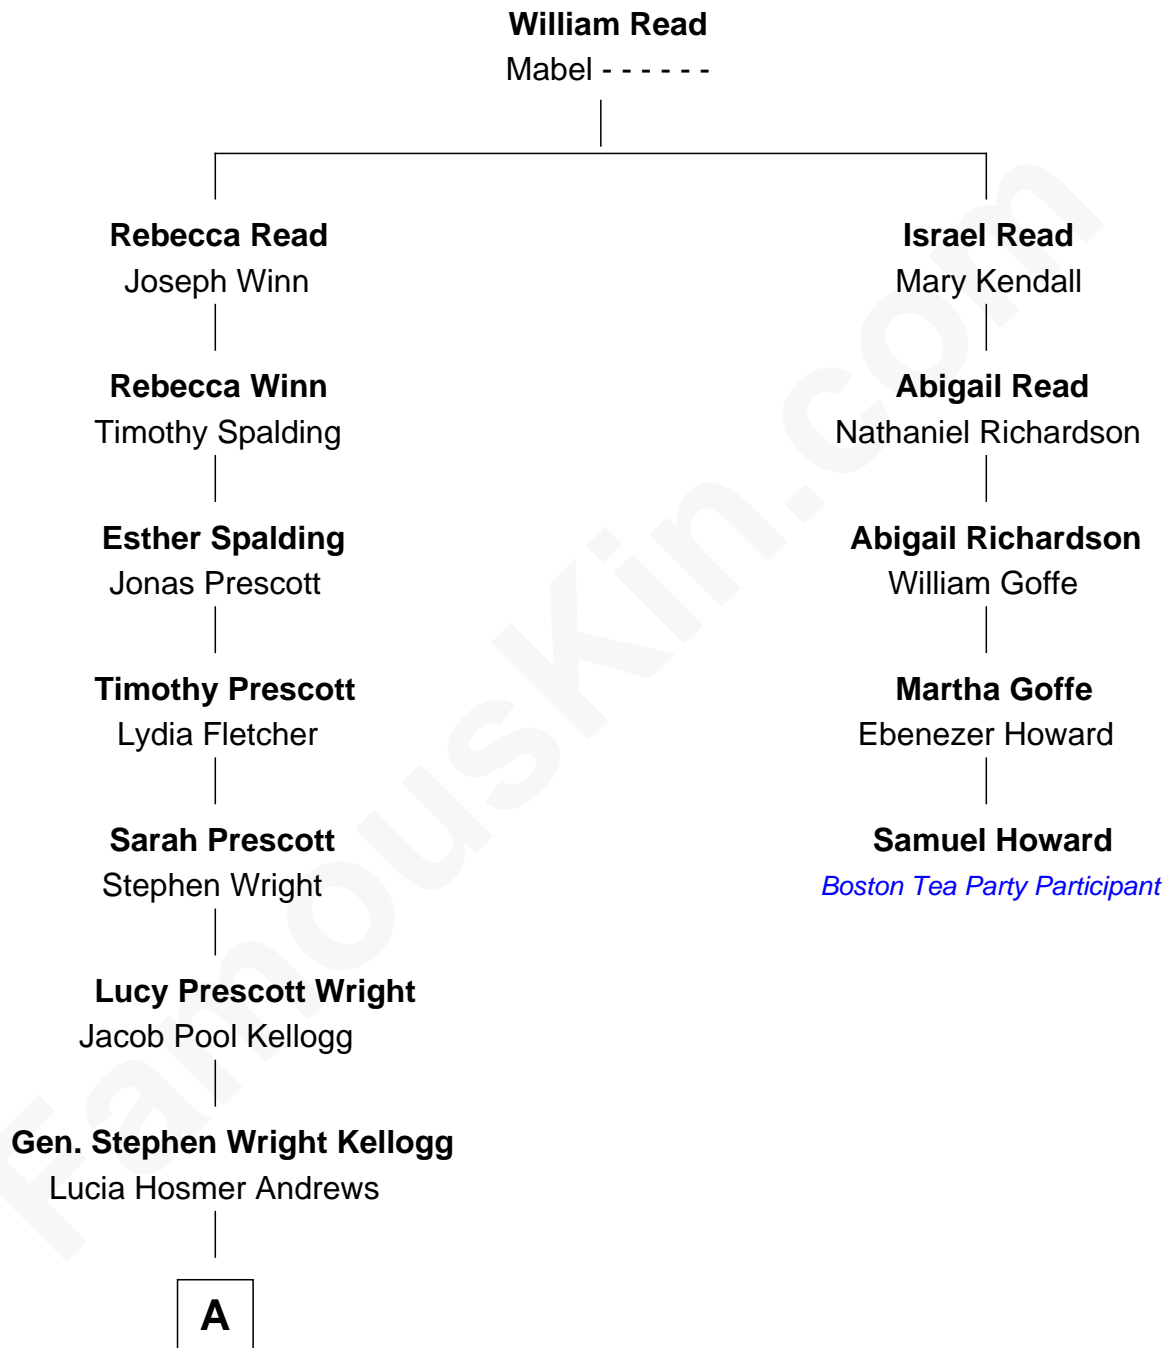 William Read
Mabel - - - - - -
Rebecca Read
Joseph Winn
Rebecca Winn
Timothy Spalding
Esther Spalding
Jonas Prescott
Timothy Prescott
Lydia Fletcher
Sarah Prescott
Stephen Wright
Lucy Prescott Wright
Jacob Pool Kellogg
Gen. Stephen Wright Kellogg
Lucia Hosmer Andrews
A
Israel Read
Mary Kendall
Abigail Read
Nathaniel Richardson
Abigail Richardson
William Goffe
Martha Goffe
Ebenezer Howard
Samuel Howard
Boston Tea Party Participant
FamousKin.com